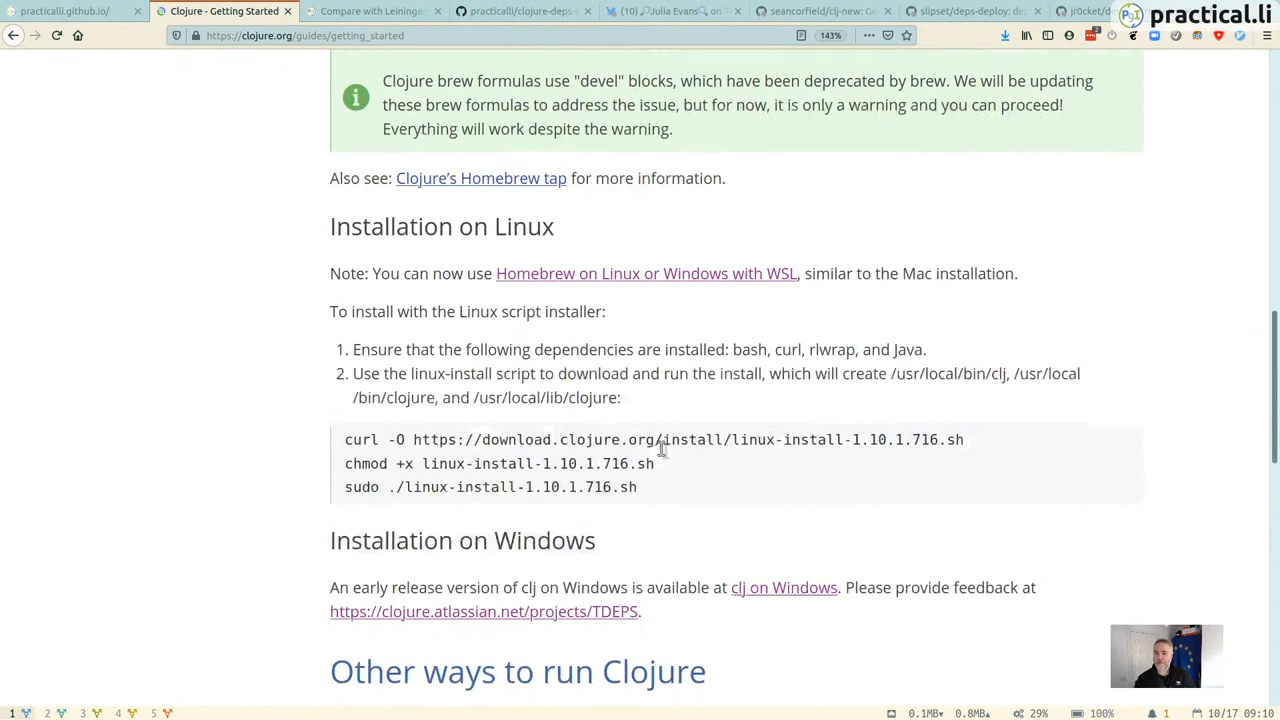 practicalli.github.io/
Clojure - Getting Started
Compare with Leiningen
practicalli/clojure-deps-
(10) 🔎Julia Evans🔍 on T
seancorfield/clj-new: Ge
slipset/deps-deploy: de
jr0cket/de
practical.li
https://clojure.org/guides/getting_started
143%
Clojure brew formulas use "devel" blocks, which have been deprecated by brew. We will be updating
these brew formulas to address the issue, but for now, it is only a warning and you can proceed!
Everything will work despite the warning.
Also see: Clojure’s Homebrew tap for more information.
Installation on Linux
Note: You can now use Homebrew on Linux or Windows with WSL, similar to the Mac installation.
To install with the Linux script installer:
1. Ensure that the following dependencies are installed: bash, curl, rlwrap, and Java.
2. Use the linux-install script to download and run the install, which will create /usr/local/bin/clj, /usr/local
/bin/clojure, and /usr/local/lib/clojure:
curl -O https://download.clojure.org/install/linux-install-1.10.1.716.sh
chmod +x linux-install-1.10.1.716.sh
sudo ./linux-install-1.10.1.716.sh
Installation on Windows
An early release version of clj on Windows is available at clj on Windows. Please provide feedback at
https://clojure.atlassian.net/projects/TDEPS.
Other ways to run Clojure
1 2 3 4 5 0.1MB 0.8MB 29% 100% 1 10/17 09:10